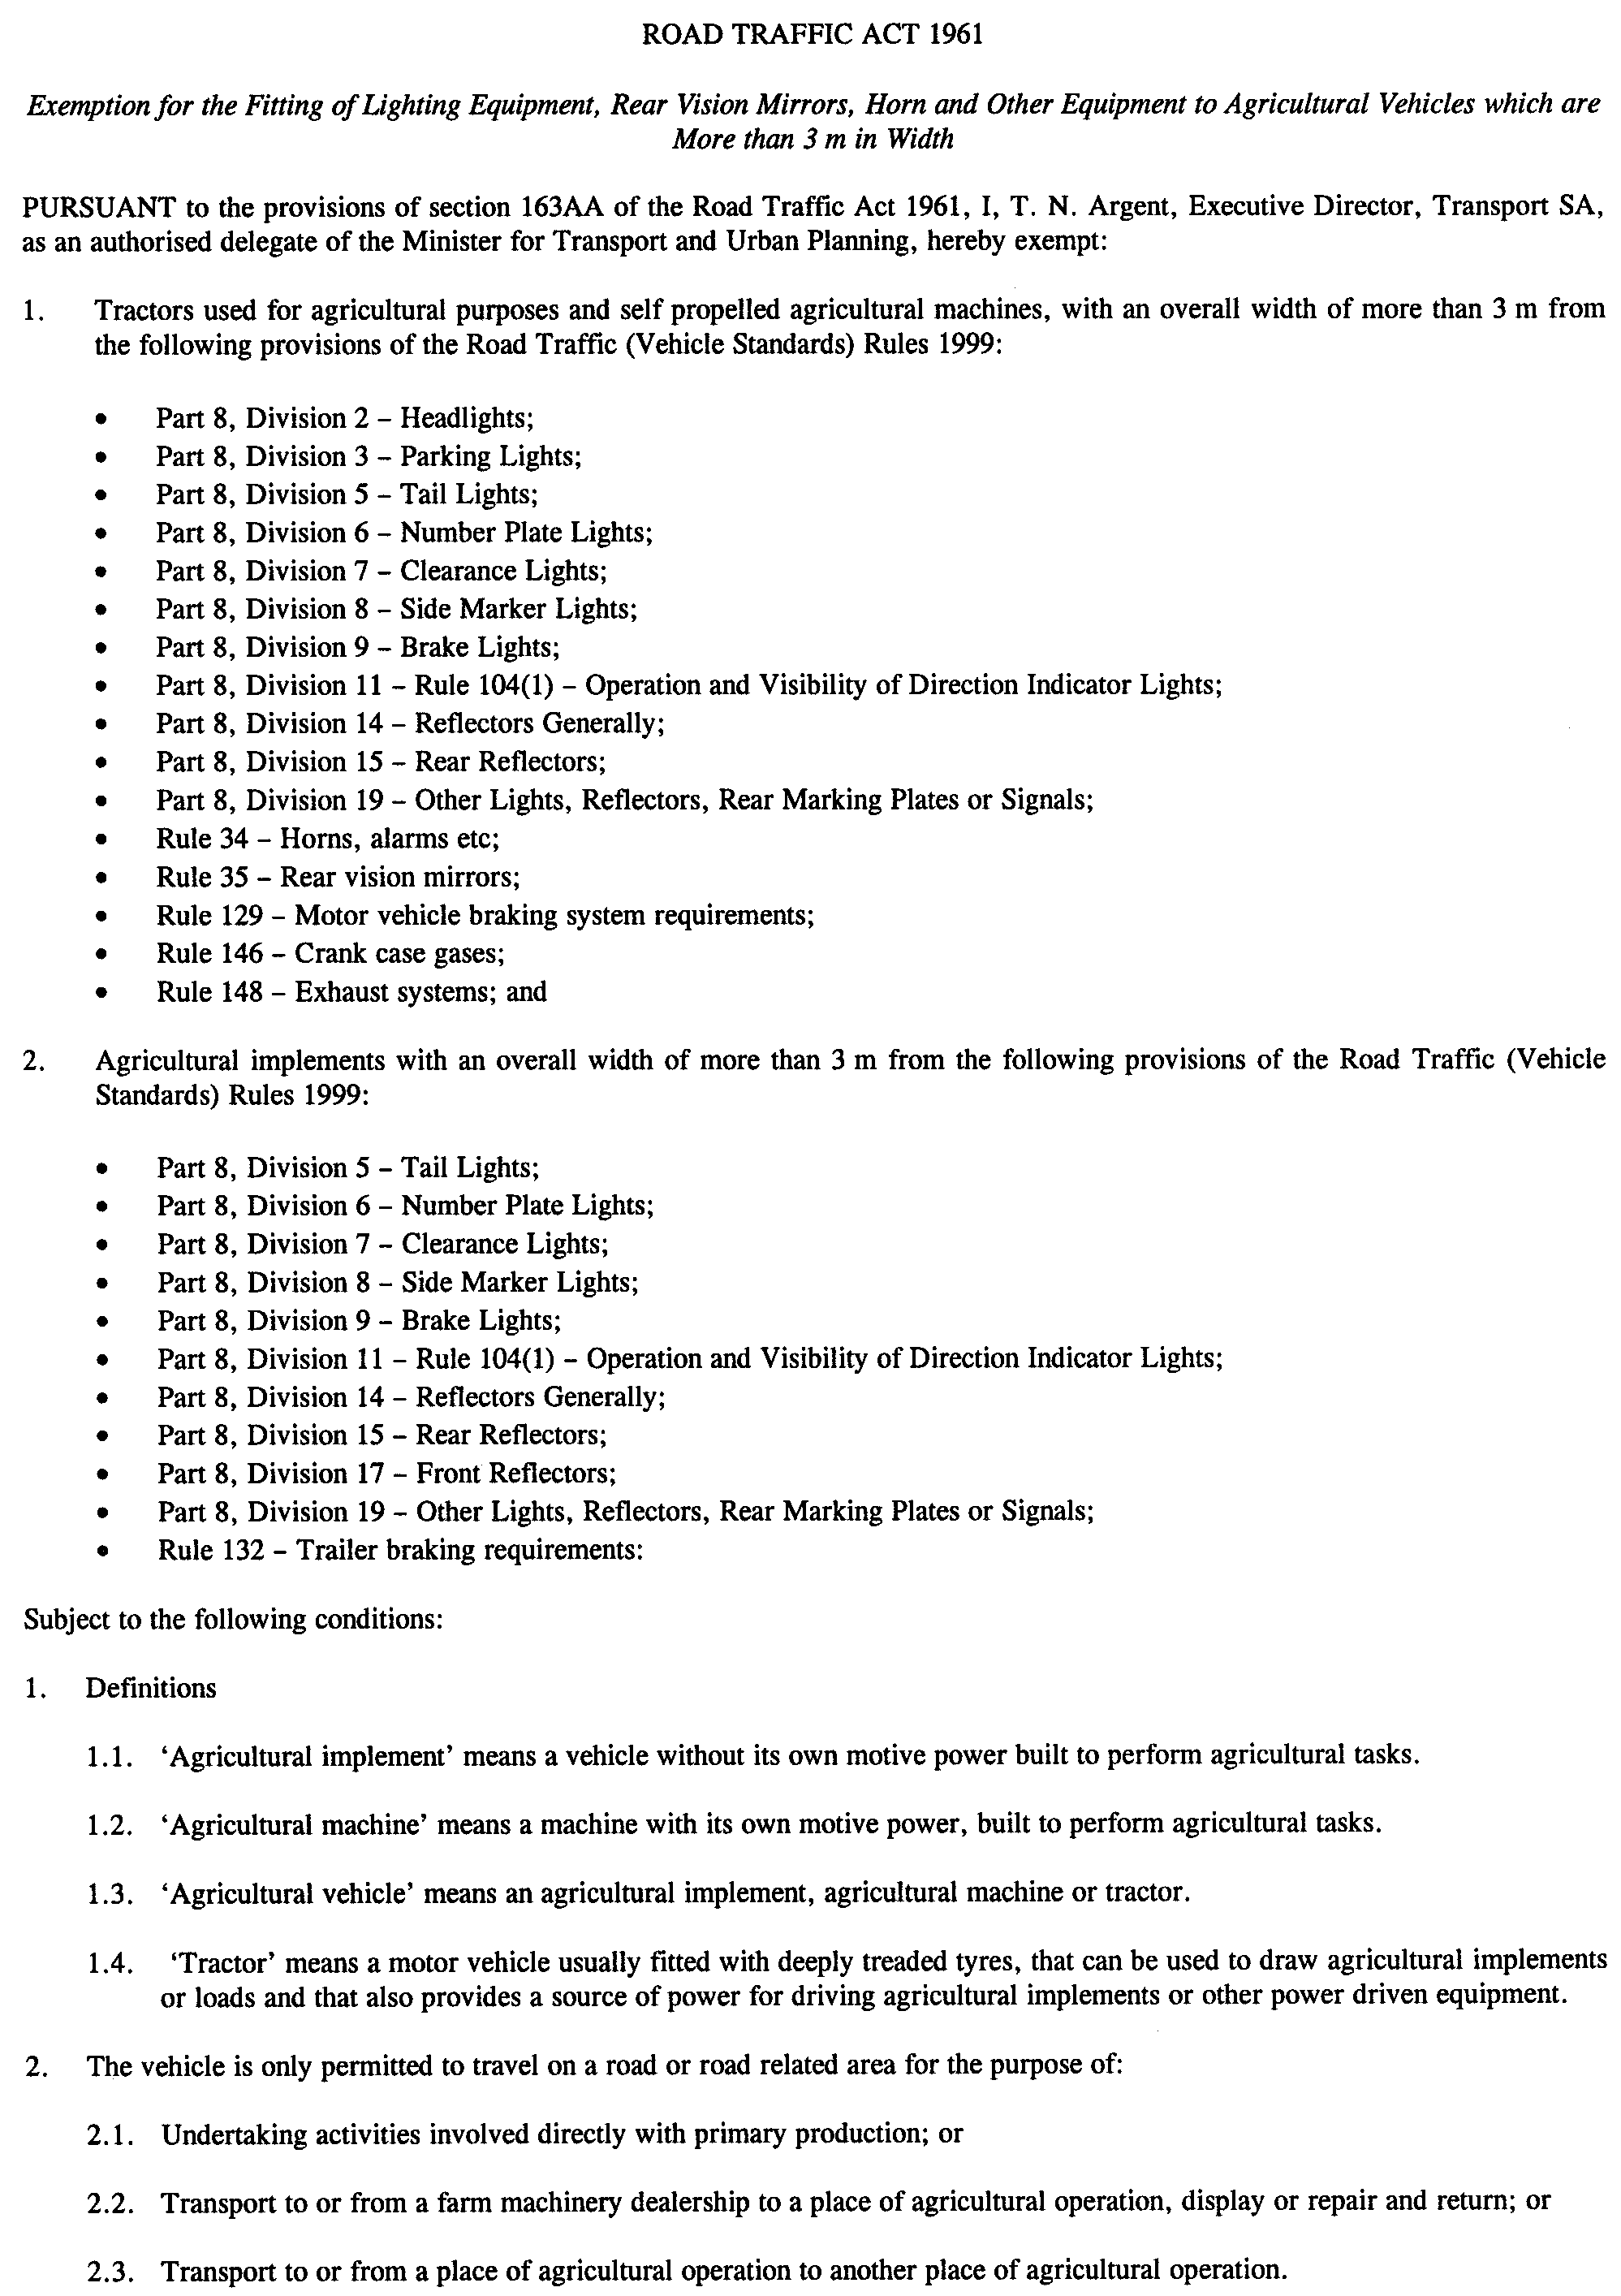 ROAD TRAFFIC ACT 1961
Exemption for the Fitting of Lighting Equipment, Rear Vision Mirrors, Horn and Other Equipment to Agricultural Vehicles which are
More than 3 m in Width
PURSUANT to the provisions of section 163AA of the Road Traffic Act 1961, I, T. N. Argent, Executive Director, Transport SA,
as an authorised delegate of the Minister for Transport and Urban Planning, hereby exempt:
1. Tractors used for agricultural purposes and self propelled agricultural machines, with an overall width of more than 3 m from
the following provisions of the Road Traffic (Vehicle Standards) Rules 1999:
• Part 8, Division 2 – Headlights;
• Part 8, Division 3 – Parking Lights;
• Part 8, Division 5 – Tail Lights;
• Part 8, Division 6 – Number Plate Lights;
• Part 8, Division 7 – Clearance Lights;
• Part 8, Division 8 – Side Marker Lights;
• Part 8, Division 9 – Brake Lights;
• Part 8, Division 11 – Rule 104(1) – Operation and Visibility of Direction Indicator Lights;
• Part 8, Division 14 – Reflectors Generally;
• Part 8, Division 15 – Rear Reflectors;
• Part 8, Division 19 – Other Lights, Reflectors, Rear Marking Plates or Signals;
• Rule 34 – Horns, alarms etc;
• Rule 35 – Rear vision mirrors;
• Rule 129 – Motor vehicle braking system requirements;
• Rule 146 – Crank case gases;
• Rule 148 – Exhaust systems; and
2. Agricultural implements with an overall width of more than 3 m from the following provisions of the Road Traffic (Vehicle
Standards) Rules 1999:
• Part 8, Division 5 – Tail Lights;
• Part 8, Division 6 – Number Plate Lights;
• Part 8, Division 7 – Clearance Lights;
• Part 8, Division 8 – Side Marker Lights;
• Part 8, Division 9 – Brake Lights;
• Part 8, Division 11 – Rule 104(1) – Operation and Visibility of Direction Indicator Lights;
• Part 8, Division 14 – Reflectors Generally;
• Part 8, Division 15 – Rear Reflectors;
• Part 8, Division 17 – Front Reflectors;
• Part 8, Division 19 – Other Lights, Reflectors, Rear Marking Plates or Signals;
• Rule 132 – Trailer braking requirements:
Subject to the following conditions:
1. Definitions
1.1. ‘Agricultural implement’ means a vehicle without its own motive power built to perform agricultural tasks.
1.2. ‘Agricultural machine’ means a machine with its own motive power, built to perform agricultural tasks.
1.3. ‘Agricultural vehicle’ means an agricultural implement, agricultural machine or tractor.
1.4. ‘Tractor’ means a motor vehicle usually fitted with deeply treaded tyres, that can be used to draw agricultural implements
or loads and that also provides a source of power for driving agricultural implements or other power driven equipment.
2. The vehicle is only permitted to travel on a road or road related area for the purpose of:
2.1. Undertaking activities involved directly with primary production; or
2.2. Transport to or from a farm machinery dealership to a place of agricultural operation, display or repair and return; or
2.3. Transport to or from a place of agricultural operation to another place of agricultural operation.